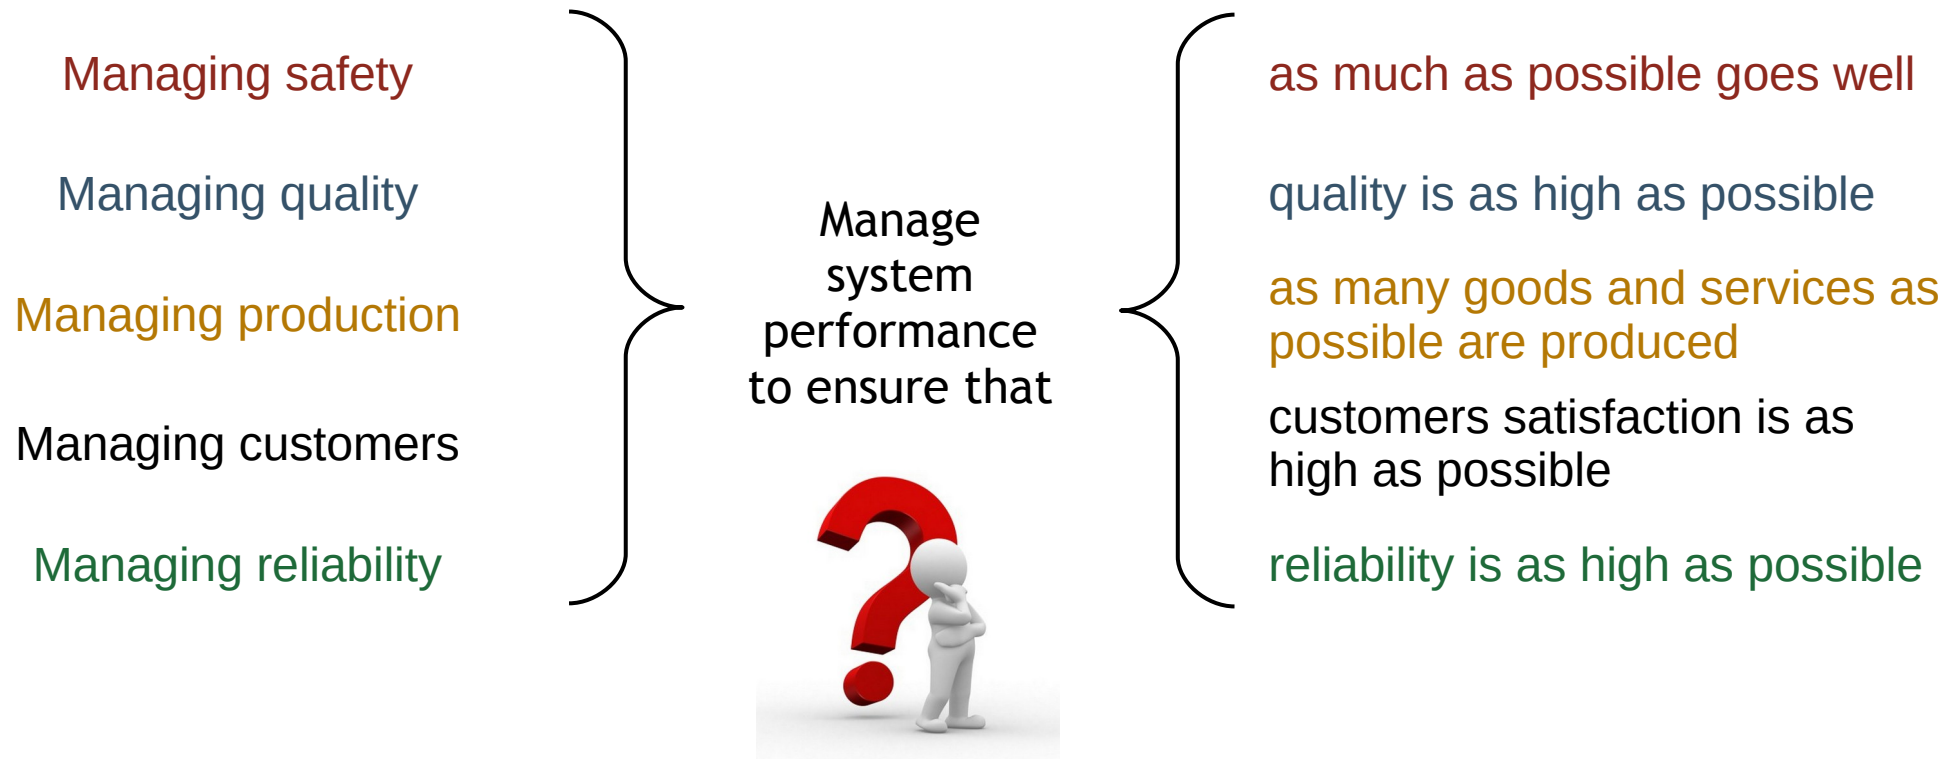 Managing safety
Managing quality
Managing production
Managing customers
Managing reliability
Manage
system
performance
to ensure that
as much as possible goes well
quality is as high as possible
as many goods and services as
possible are produced
customers satisfaction is as
high as possible
reliability is as high as possible